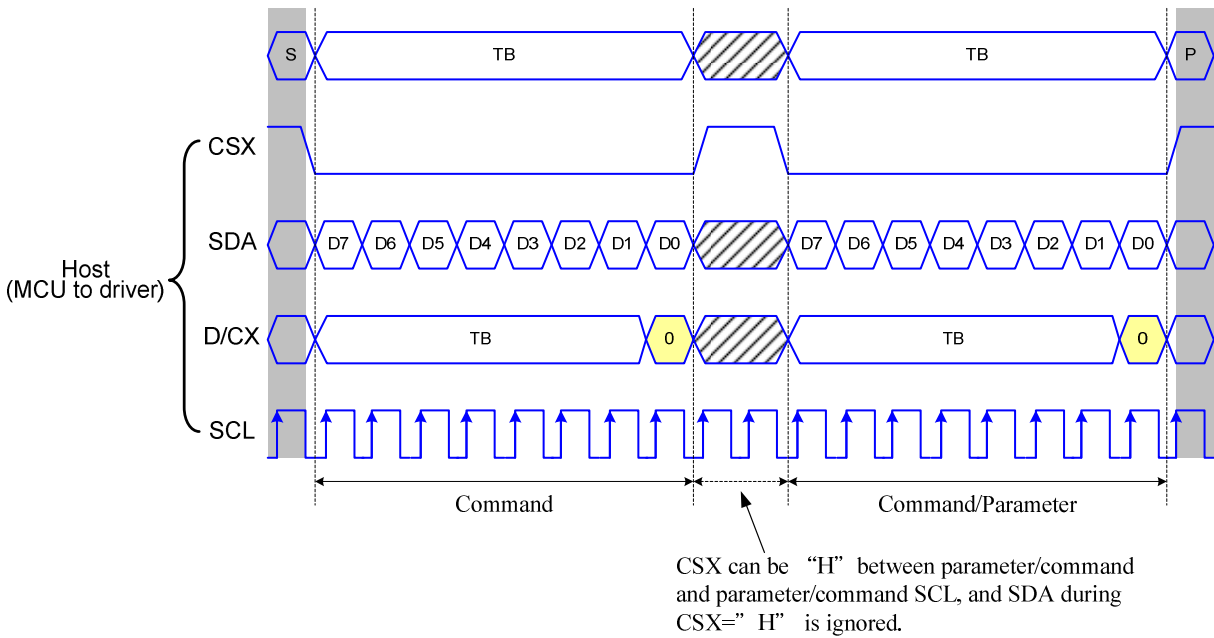 S TB TB P
CSX
SDA D7 D6 D5 D4 D3 D2 D1 D0 D7 D6 D5 D4 D3 D2 D1 D0
Host
(MCU to driver)
D/CX TB 0 TB 0
SCL
Command Command/Parameter
CSX can be “H” between parameter/command
and parameter/command SCL, and SDA during
CSX=”H” is ignored.